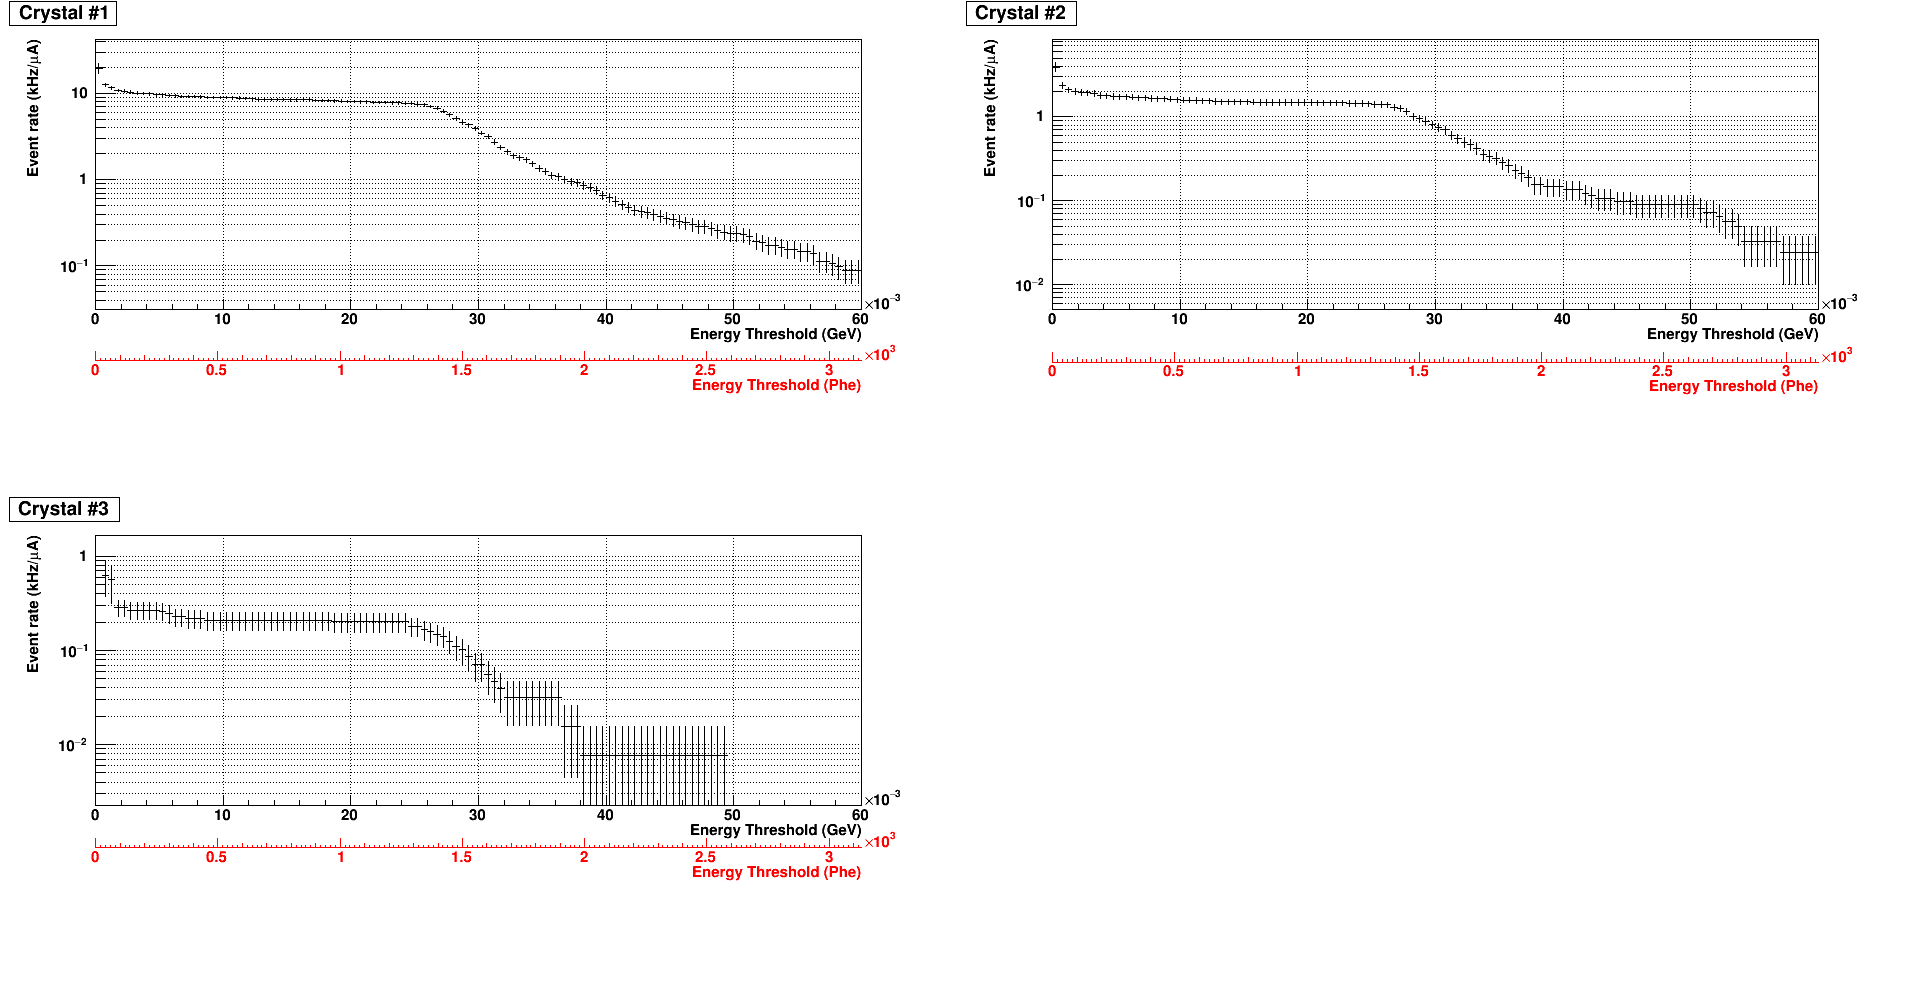 Crystal #1
Event rate (kHz/μA)
10
1
10⁻¹
0 10 20 30 40 50 60
×10⁻³
Energy Threshold (GeV)
0 0.5 1 1.5 2 2.5 3
×10³
Energy Threshold (Phe)
Crystal #2
Event rate (kHz/μA)
1
10⁻¹
10⁻²
0 10 20 30 40 50 60
×10⁻³
Energy Threshold (GeV)
0 0.5 1 1.5 2 2.5 3
×10³
Energy Threshold (Phe)
Crystal #3
Event rate (kHz/μA)
1
10⁻¹
10⁻²
0 10 20 30 40 50 60
×10⁻³
Energy Threshold (GeV)
0 0.5 1 1.5 2 2.5 3
×10³
Energy Threshold (Phe)